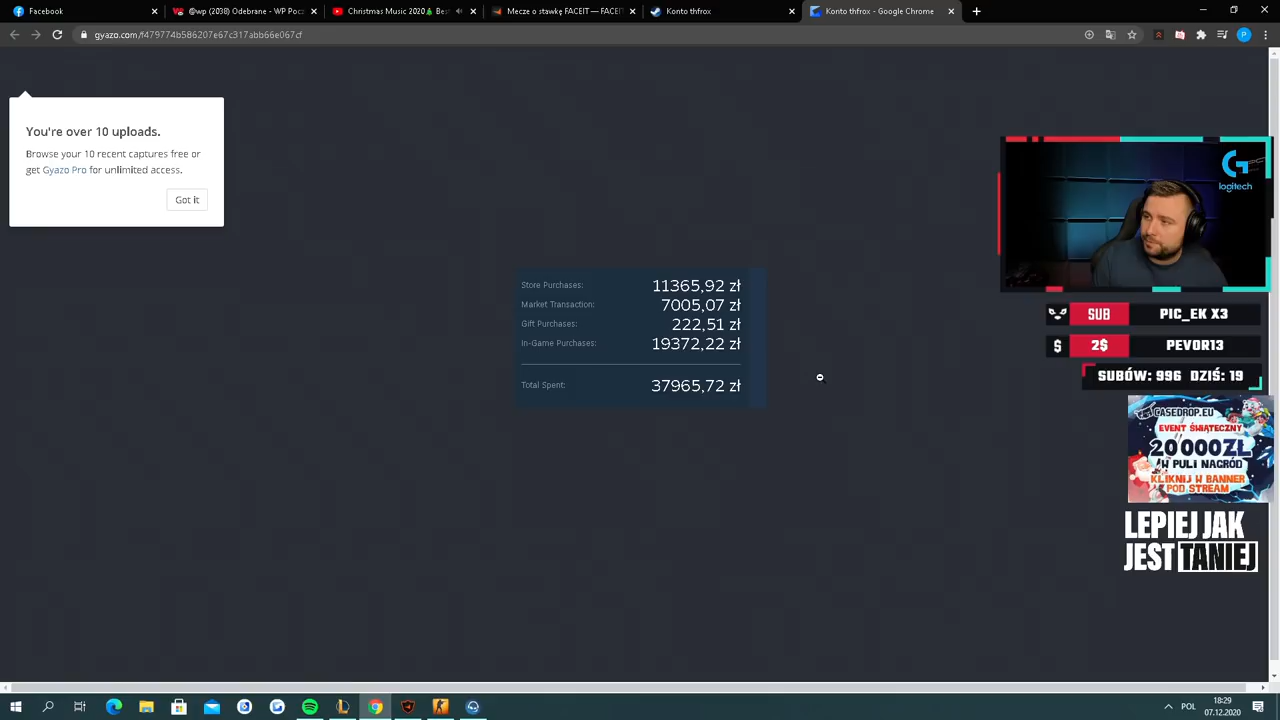 Facebook
@wp (2038) Odebrane - WP Pocz
Christmas Music 2020🎄 Best
Mecze o stawkę FACEIT — FACEIT
Konto thfrox
Konto thfrox - Google Chrome
gyazo.com/f479774b586207e67c317abb66e067cf
You're over 10 uploads.
Browse your 10 recent captures free or
get Gyazo Pro for unlimited access.
Got it
Store Purchases: 11365,92 zł
Market Transaction: 7005,07 zł
Gift Purchases: 222,51 zł
In-Game Purchases: 19372,22 zł
Total Spent: 37965,72 zł
logitech
SUB PIC_EK X3
$ 2$ PEVOR13
SUBÓW: 996 DZIŚ: 19
CASEDROP.EU
EVENT ŚWIĄTECZNY
20 000ZŁ
W PULI NAGRÓD
KLIKNIJ W BANNER
POD STREAM
LEPIEJ JAK
JEST TANIEJ
POL
18:29
07.12.2020